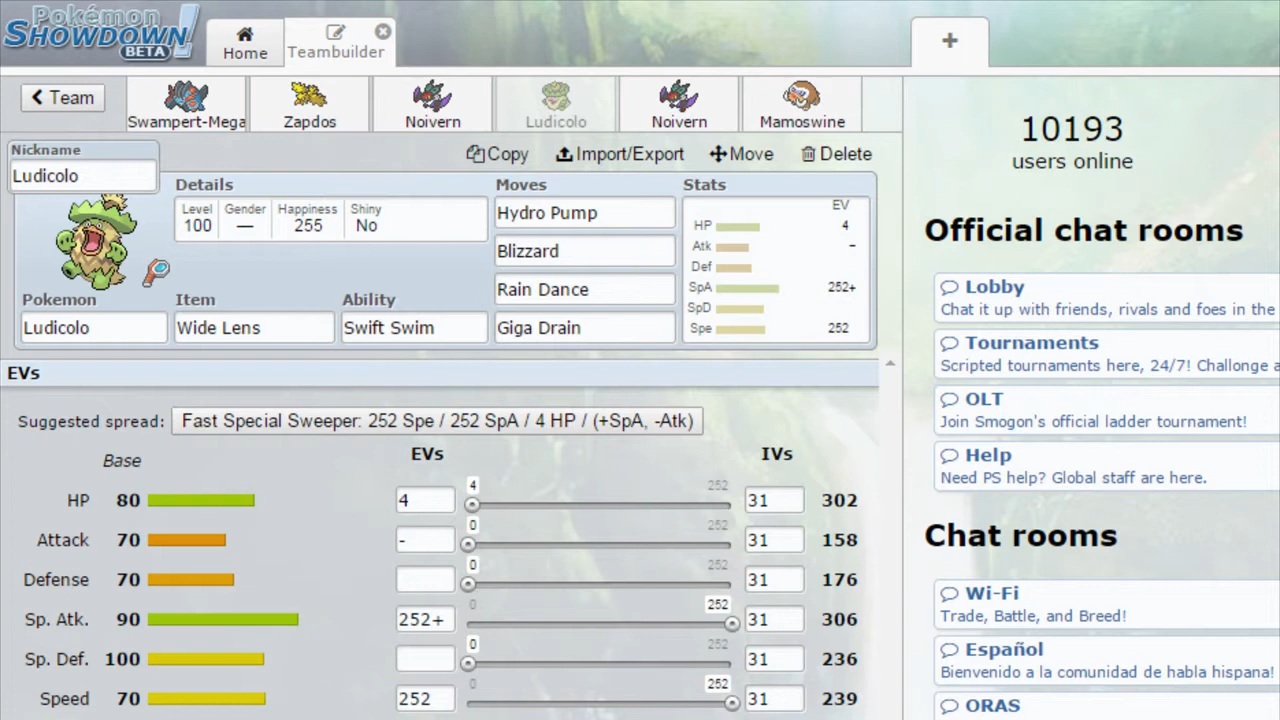 Pokémon
SHOWDOWN!
BETA
Home
Teambuilder
+
Team
Swampert-Mega
Zapdos
Noivern
Ludicolo
Noivern
Mamoswine
Nickname
Ludicolo
Copy
Import/Export
Move
Delete
Details
Level
100
Gender
—
Happiness
255
Shiny
No
Pokemon
Ludicolo
Item
Wide Lens
Ability
Swift Swim
Moves
Hydro Pump
Blizzard
Rain Dance
Giga Drain
Stats
EV
HP 4
Atk -
Def
SpA 252+
SpD
Spe 252
EVs
Suggested spread: Fast Special Sweeper: 252 Spe / 252 SpA / 4 HP / (+SpA, -Atk)
Base EVs IVs
HP 80 4 4 252 31 302
Attack 70 - 0 252 31 158
Defense 70 0 252 31 176
Sp. Atk. 90 252+ 0 252 31 306
Sp. Def. 100 0 252 31 236
Speed 70 252 0 252 31 239
10193
users online
Official chat rooms
Lobby
Chat it up with friends, rivals and foes in the
Tournaments
Scripted tournaments here, 24/7! Challonge a
OLT
Join Smogon's official ladder tournament!
Help
Need PS help? Global staff are here.
Chat rooms
Wi-Fi
Trade, Battle, and Breed!
Español
Bienvenido a la comunidad de habla hispana!
ORAS